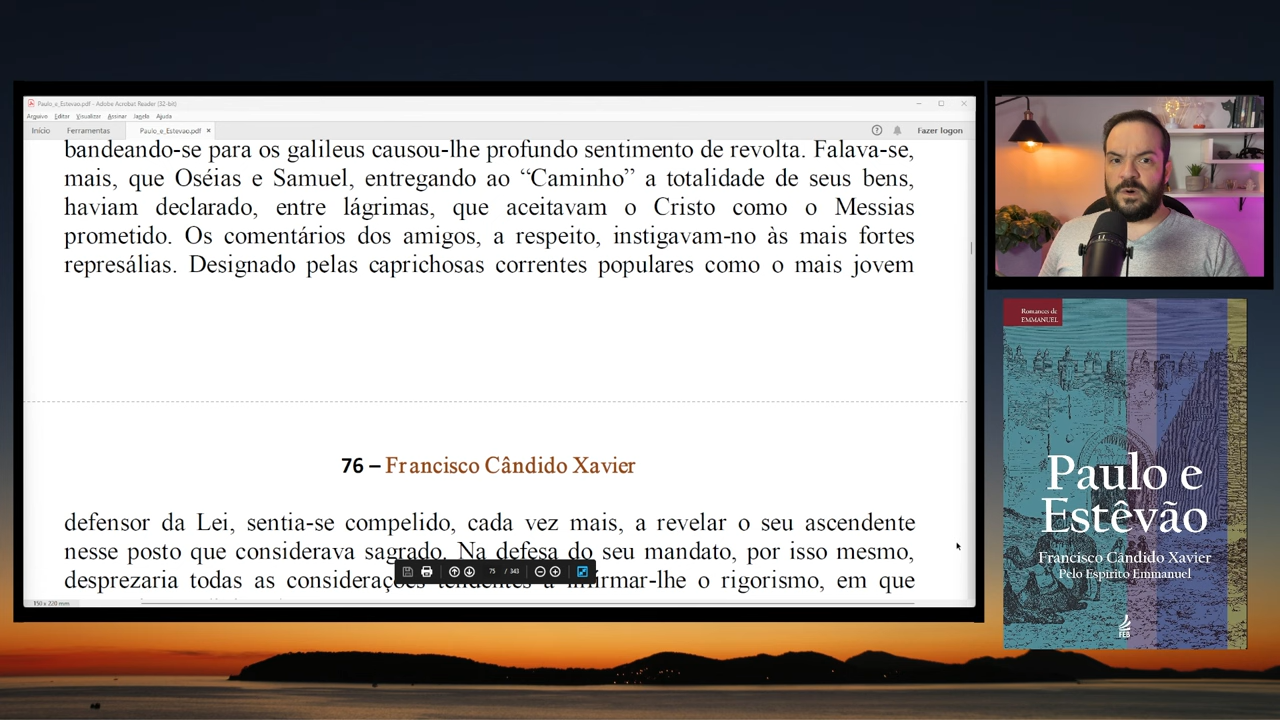 Paulo_e_Estevao.pdf - Adobe Acrobat Reader (32-bit)
Arquivo Editar Visualizar Assinar Janela Ajuda
Início Ferramentas Paulo_e_Estevao.pdf × Fazer logon
bandeando-se para os galileus causou-lhe profundo sentimento de revolta. Falava-se,
mais, que Oséias e Samuel, entregando ao “Caminho” a totalidade de seus bens,
haviam declarado, entre lágrimas, que aceitavam o Cristo como o Messias
prometido. Os comentários dos amigos, a respeito, instigavam-no às mais fortes
represálias. Designado pelas caprichosas correntes populares como o mais jovem
76 – Francisco Cândido Xavier
defensor da Lei, sentia-se compelido, cada vez mais, a revelar o seu ascendente
nesse posto que considerava sagrado. Na defesa do seu mandato, por isso mesmo,
desprezaria todas as a infirmar-lhe o rigorismo, em que
75 / 343
150 x 220 mm
Romances de
EMMANUEL
Paulo e
Estêvão
Francisco Cândido Xavier
Pelo Espírito Emmanuel
FEB